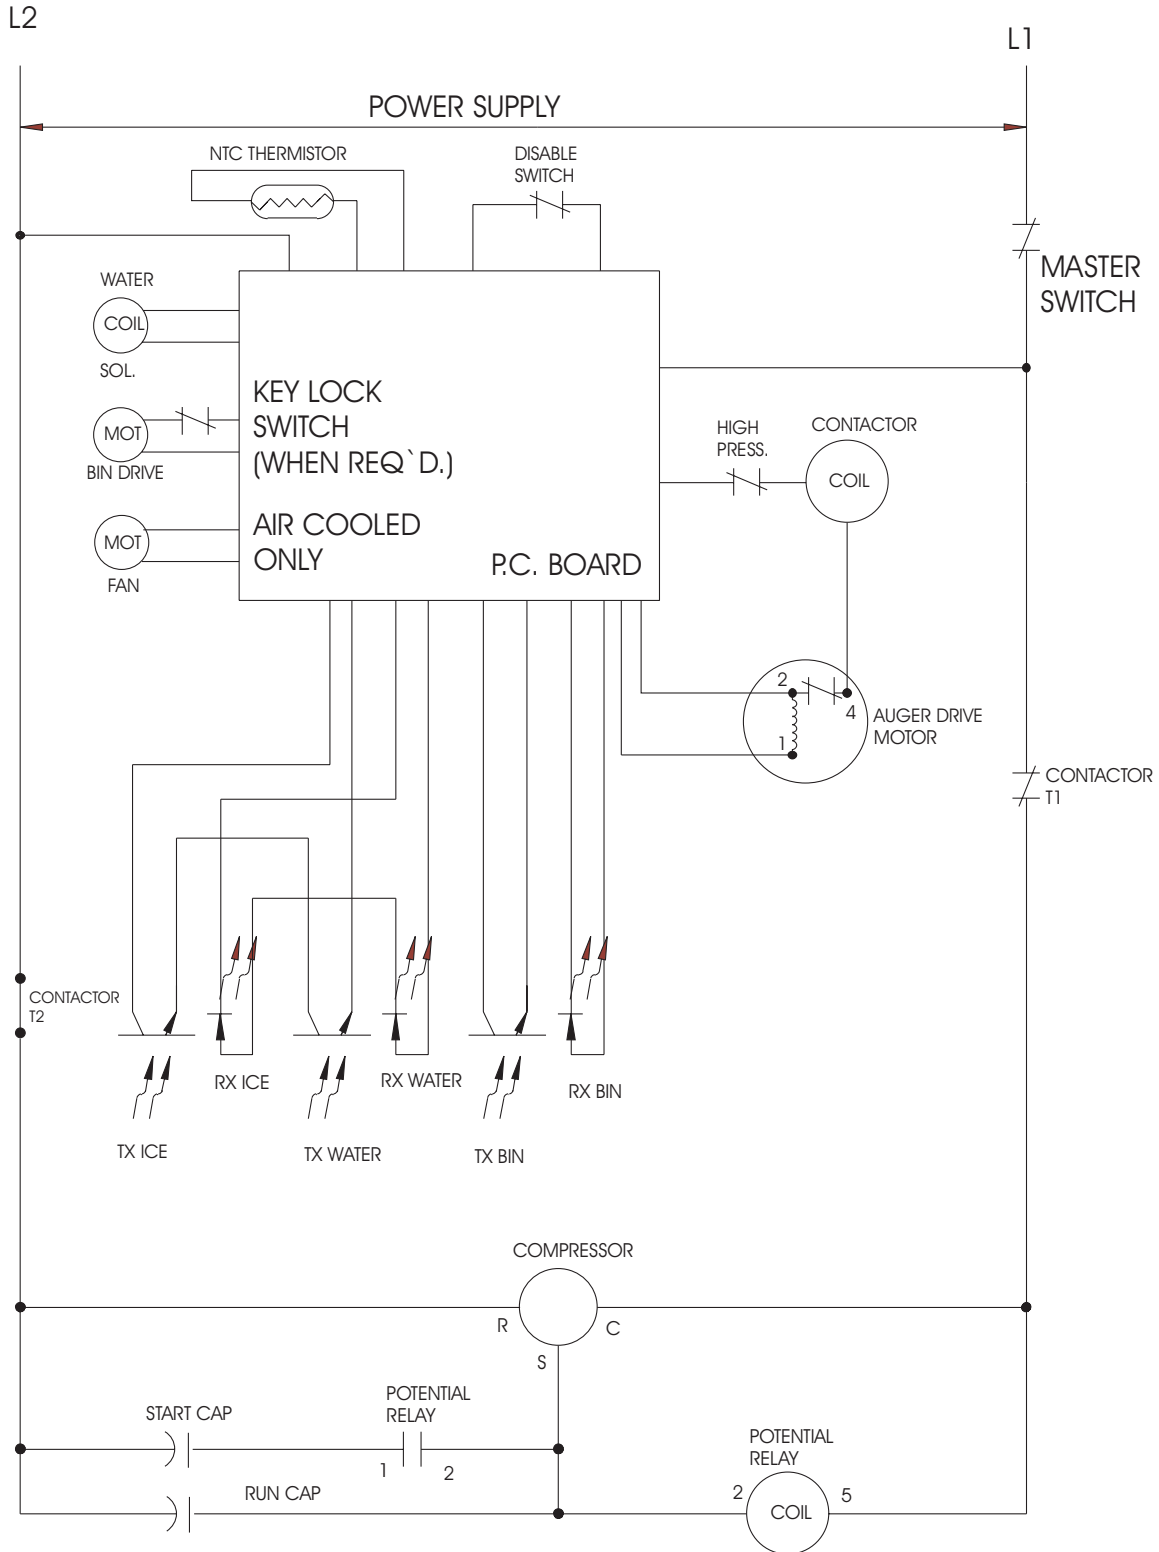 L2
L1
POWER SUPPLY
NTC THERMISTOR
DISABLE
SWITCH
MASTER
SWITCH
WATER
COIL
SOL.
KEY LOCK
SWITCH
(WHEN REQ`D.)
MOT
BIN DRIVE
HIGH
PRESS.
CONTACTOR
COIL
AIR COOLED
ONLY
MOT
FAN
P.C. BOARD
2
4
1
AUGER DRIVE
MOTOR
CONTACTOR
T1
CONTACTOR
T2
RX ICE
RX WATER
RX BIN
TX ICE
TX WATER
TX BIN
COMPRESSOR
R
C
S
START CAP
POTENTIAL
RELAY
1
2
POTENTIAL
RELAY
RUN CAP
2
COIL
5